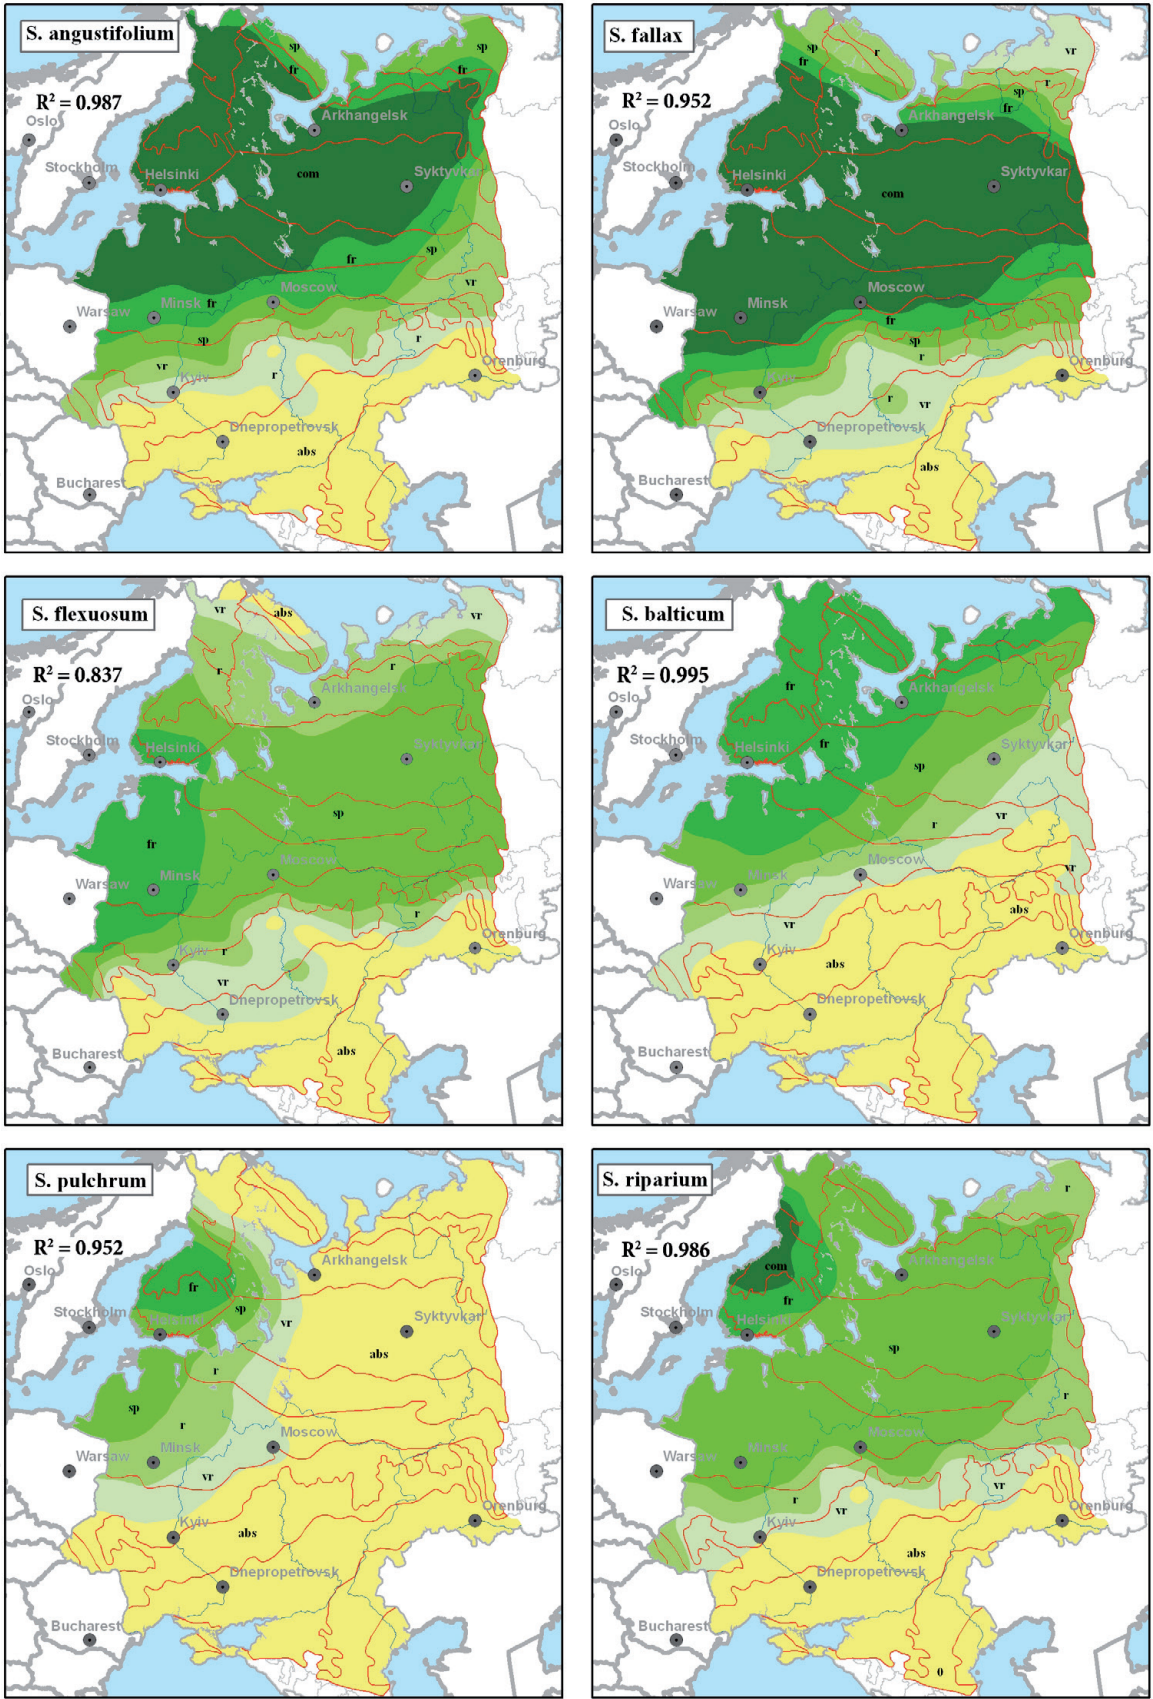 S. angustifolium
R² = 0.987
sp
fr
sp
fr
Oslo
Arkhangelsk
Stockholm
Helsinki
com
Syktyvkar
sp
fr
vr
fr
Minsk
Moscow
Warsaw
sp
r
vr
Kyiv
r
Orenburg
Dnepropetrovsk
abs
Bucharest
S. fallax
R² = 0.952
sp
fr
r
vr
r
sp
fr
Oslo
Arkhangelsk
Stockholm
Helsinki
com
Syktyvkar
Moscow
Minsk
Warsaw
fr
sp
r
Kyiv
r
vr
Orenburg
Dnepropetrovsk
abs
Bucharest
S. flexuosum
R² = 0.837
vr
abs
vr
r
r
Oslo
Arkhangelsk
Stockholm
Helsinki
Syktyvkar
sp
fr
Moscow
Minsk
Warsaw
r
Kyiv
r
vr
Orenburg
Dnepropetrovsk
abs
Bucharest
S. balticum
R² = 0.995
fr
fr
Oslo
Arkhangelsk
Stockholm
Helsinki
sp
Syktyvkar
r
vr
Moscow
vr
Minsk
Warsaw
vr
abs
Kyiv
abs
Orenburg
Dnepropetrovsk
Bucharest
S. pulchrum
R² = 0.952
fr
Oslo
Arkhangelsk
Stockholm
Helsinki
sp
vr
Syktyvkar
abs
r
sp
r
Moscow
Minsk
Warsaw
vr
Kyiv
abs
Orenburg
Dnepropetrovsk
Bucharest
S. riparium
R² = 0.986
r
com
fr
Oslo
Arkhangelsk
Stockholm
Helsinki
Syktyvkar
sp
r
Moscow
Minsk
Warsaw
r
vr
vr
Kyiv
abs
Orenburg
Dnepropetrovsk
Bucharest
0